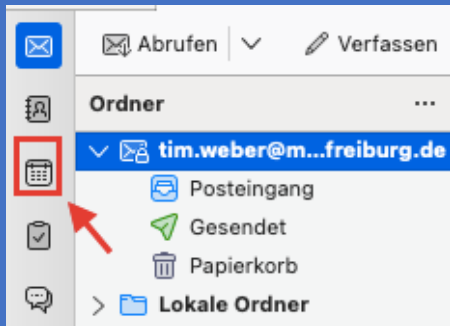 Abrufen Verfassen
Ordner ...
tim.weber@m...freiburg.de
Posteingang
Gesendet
Papierkorb
Lokale Ordner